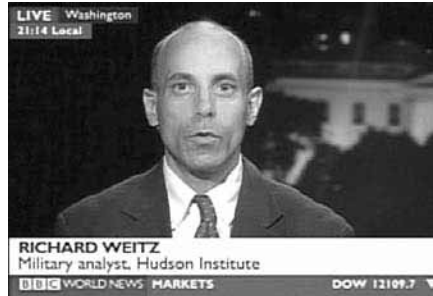 LIVE Washington
21:14 Local
RICHARD WEITZ
Military analyst, Hudson Institute
BBC WORLD NEWS MARKETS DOW 12109.7 ▼